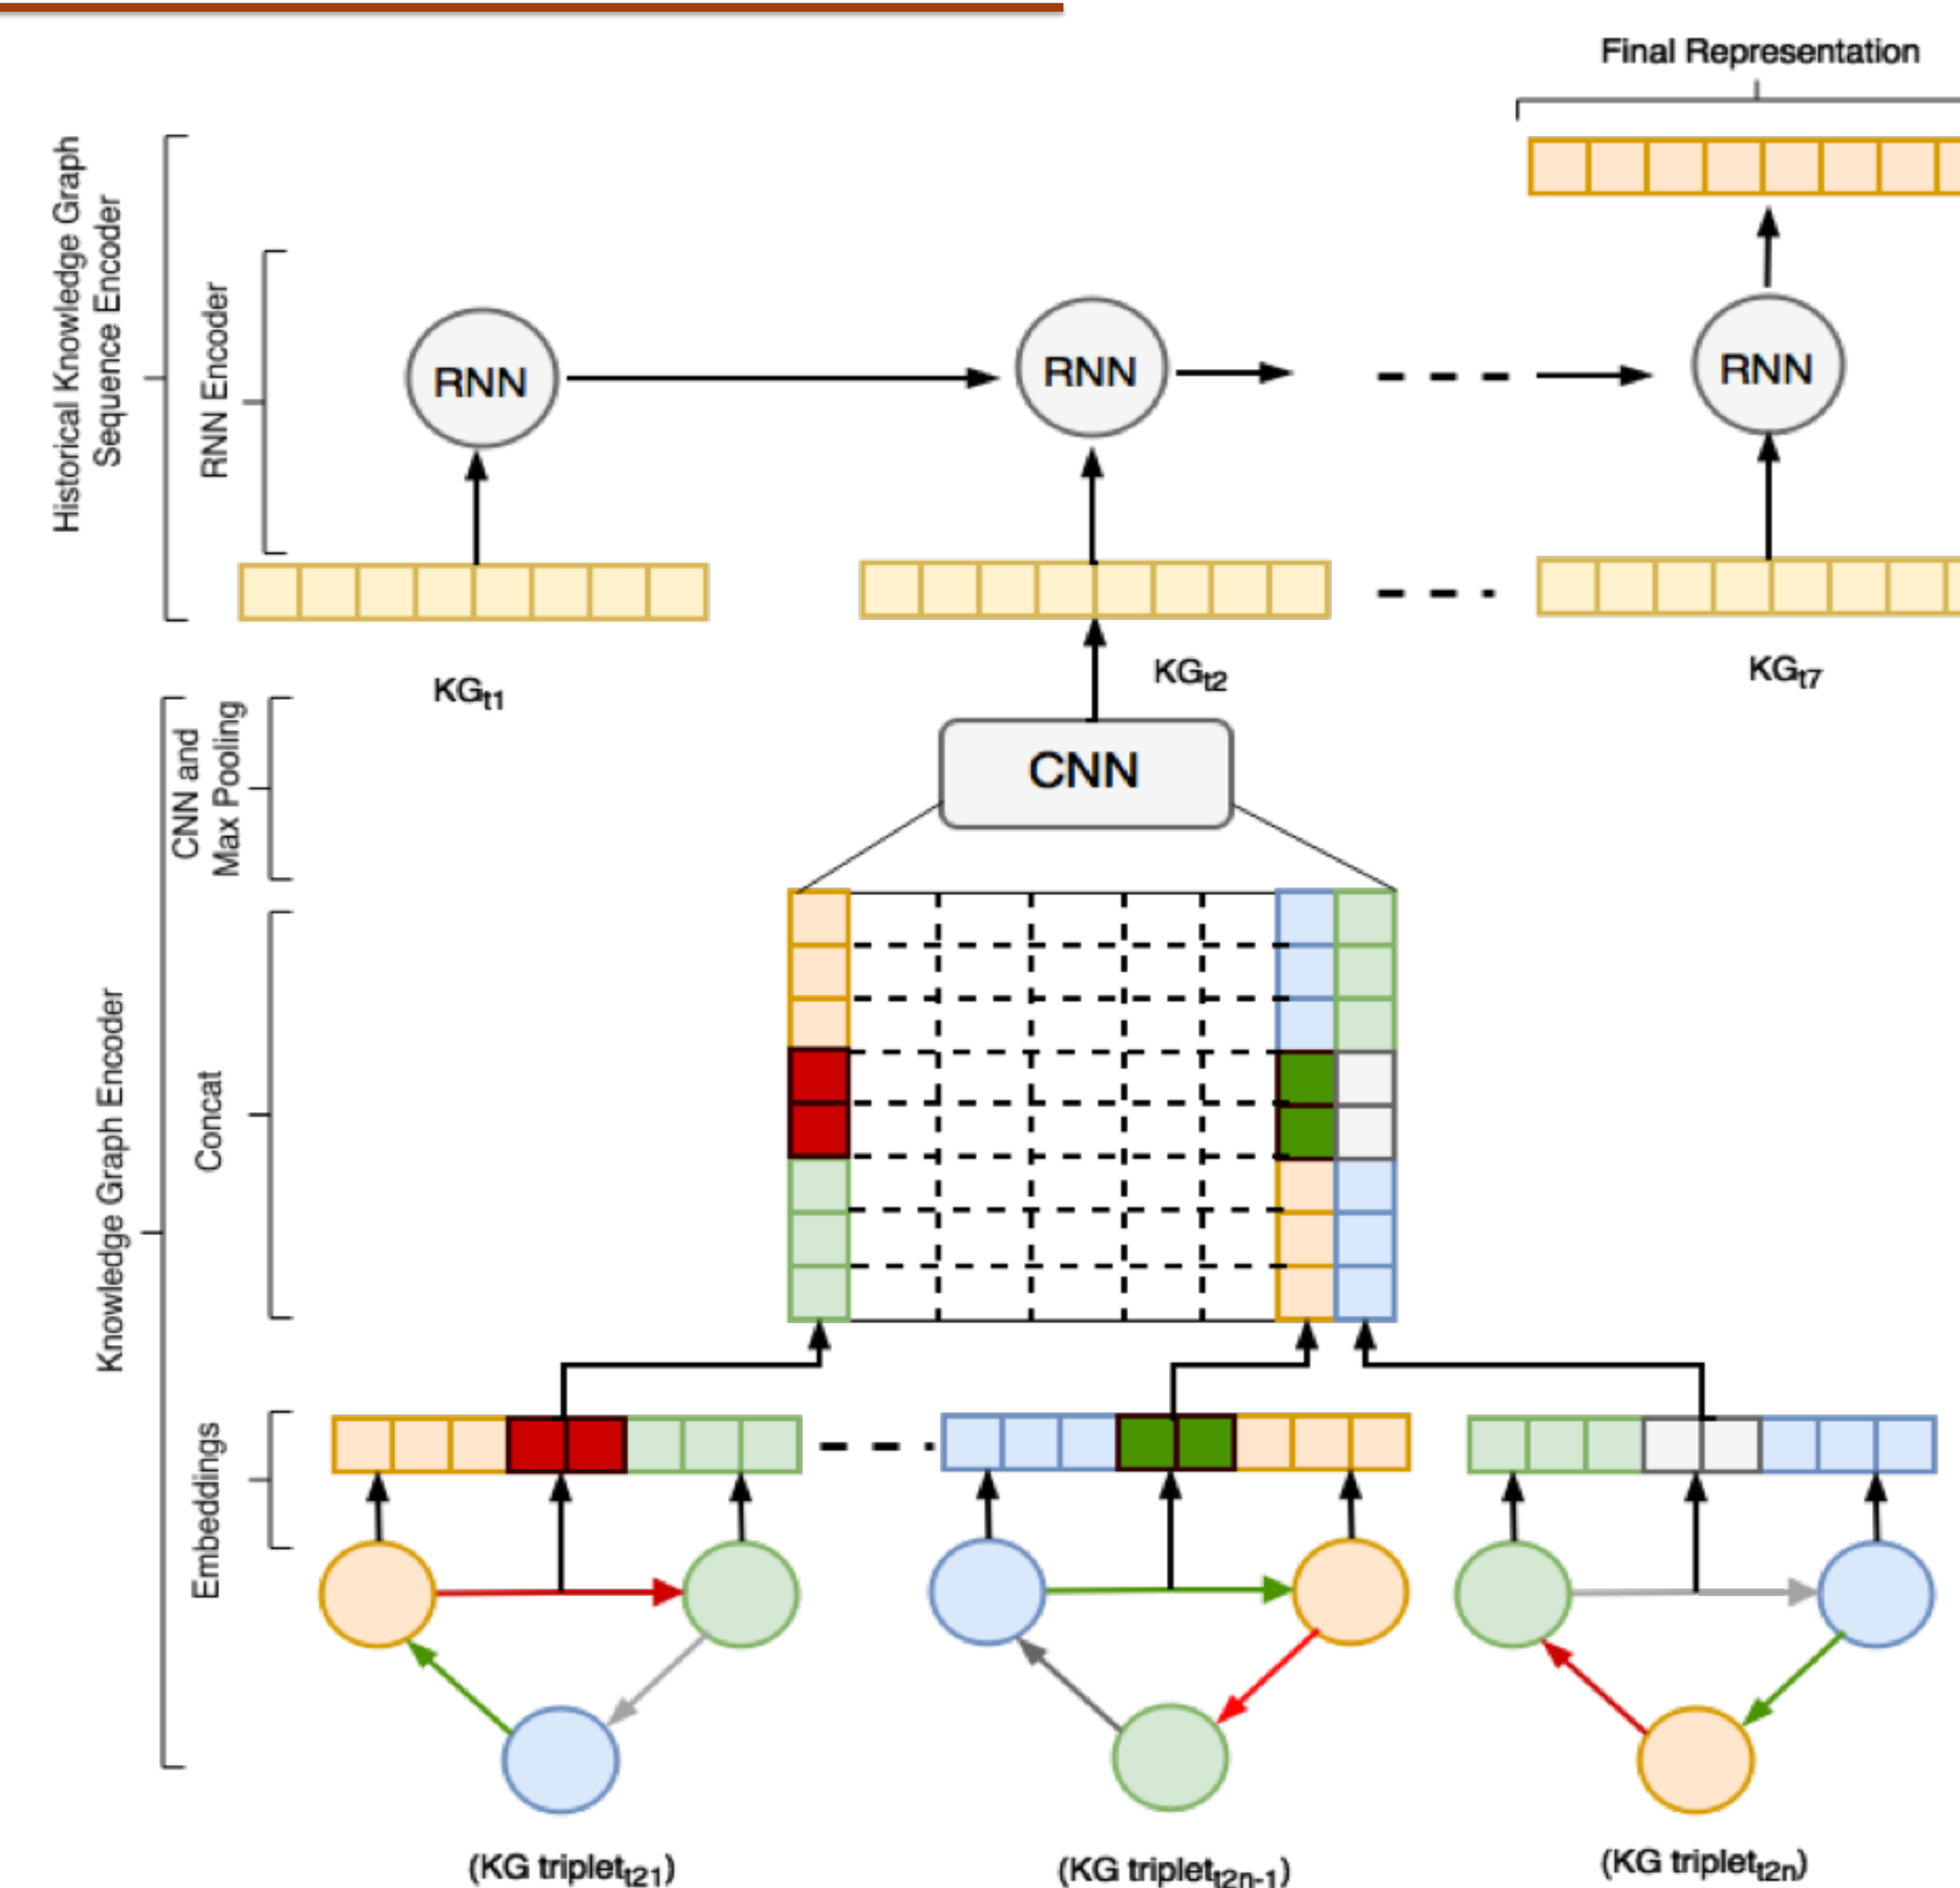 Final Representation
Historical Knowledge Graph
Sequence Encoder
RNN Encoder
RNN
RNN
RNN
KGt1
KGt2
KGt7
CNN and
Max Pooling
CNN
Knowledge Graph Encoder
Concat
Embeddings
(KG triplett21)
(KG triplett2n-1)
(KG triplett2n)